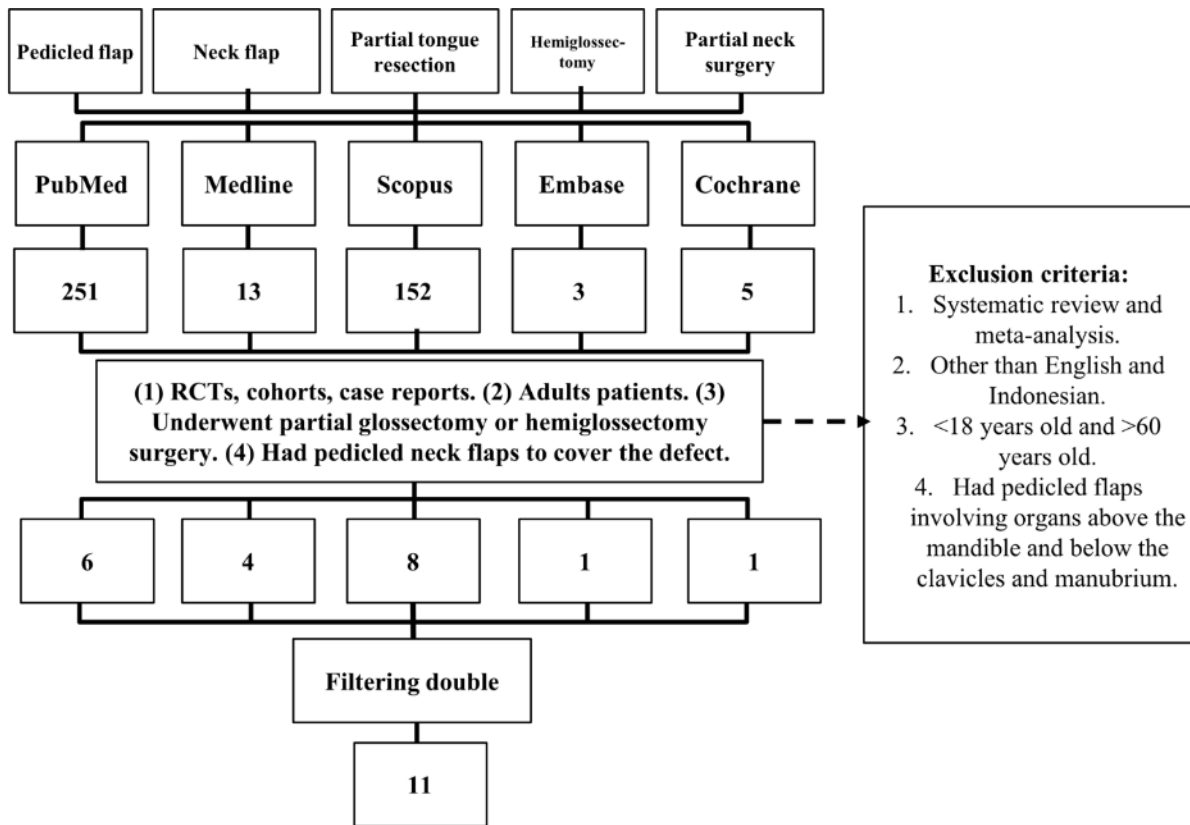 Pedicled flap
Neck flap
Partial tongue
resection
Hemiglossec-
tomy
Partial neck
surgery
PubMed
Medline
Scopus
Embase
Cochrane
251
13
152
3
5
(1) RCTs, cohorts, case reports. (2) Adults patients. (3)
Underwent partial glossectomy or hemiglossectomy
surgery. (4) Had pedicled neck flaps to cover the defect.
Exclusion criteria:
1. Systematic review and
meta-analysis.
2. Other than English and
Indonesian.
3. <18 years old and >60
years old.
4. Had pedicled flaps
involving organs above the
mandible and below the
clavicles and manubrium.
6
4
8
1
1
Filtering double
11